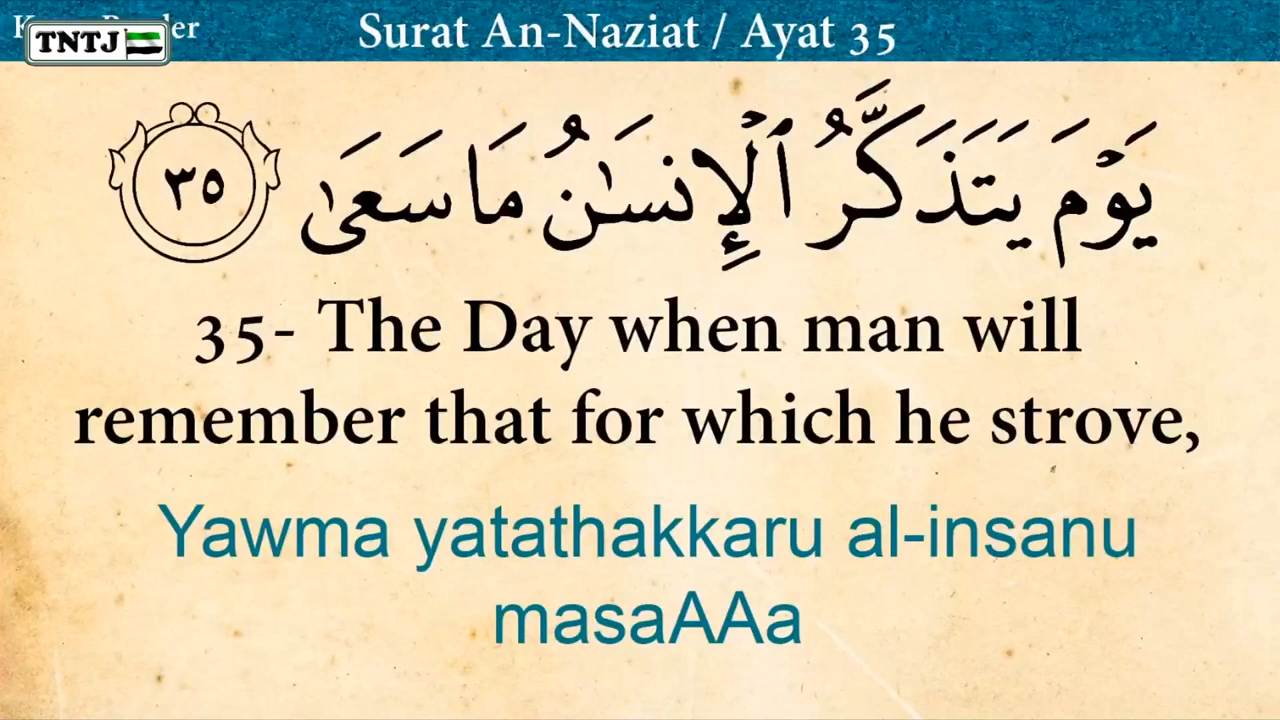 TNTJ
Surat An-Naziat / Ayat 35
يَوْمَ يَتَذَكَّرُ ٱلْإِنسَٰنُ مَا سَعَىٰ ٣٥
35- The Day when man will
remember that for which he strove,
Yawma yatathakkaru al-insanu
masaAAa